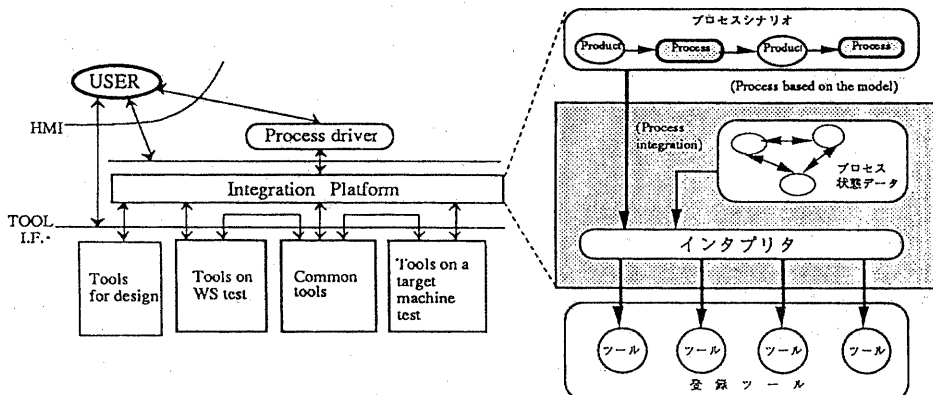 USER
HMI
Process driver
Integration Platform
TOOL
I.F.
Tools
for design
Tools on
WS test
Common
tools
Tools on a
target
machine
test
プロセスシナリオ
Product
Process
Product
Process
(Process based on the model)
(Process
integration)
プロセス
状態データ
インタプリタ
ツール
ツール
ツール
ツール
登録ツール